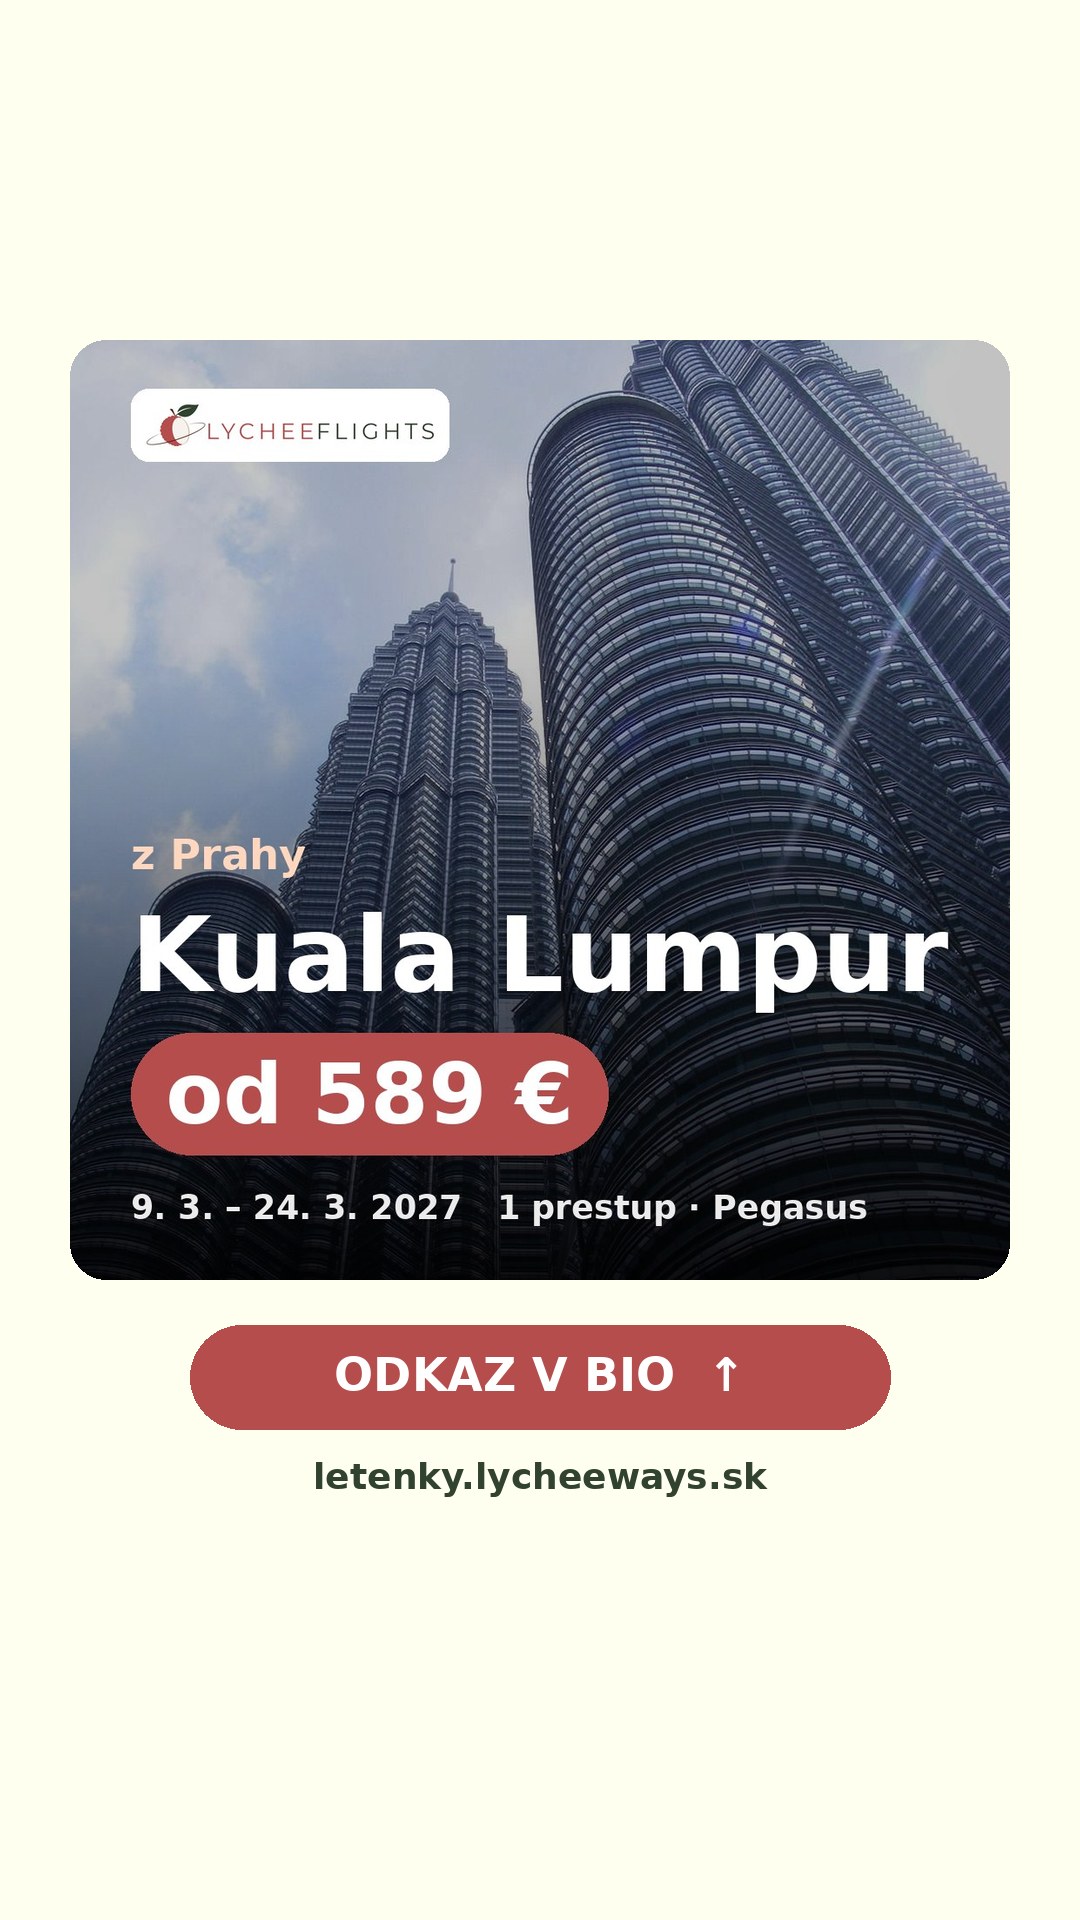 LYCHEEFLIGHTS
z Prahy
Kuala Lumpur
od 589 €
9. 3. – 24. 3. 2027 1 prestup · Pegasus
ODKAZ V BIO ↑
letenky.lycheeways.sk